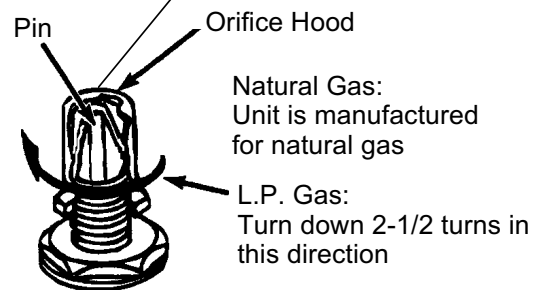 Pin
Orifice Hood
Natural Gas:
Unit is manufactured
for natural gas
L.P. Gas:
Turn down 2-1/2 turns in
this direction